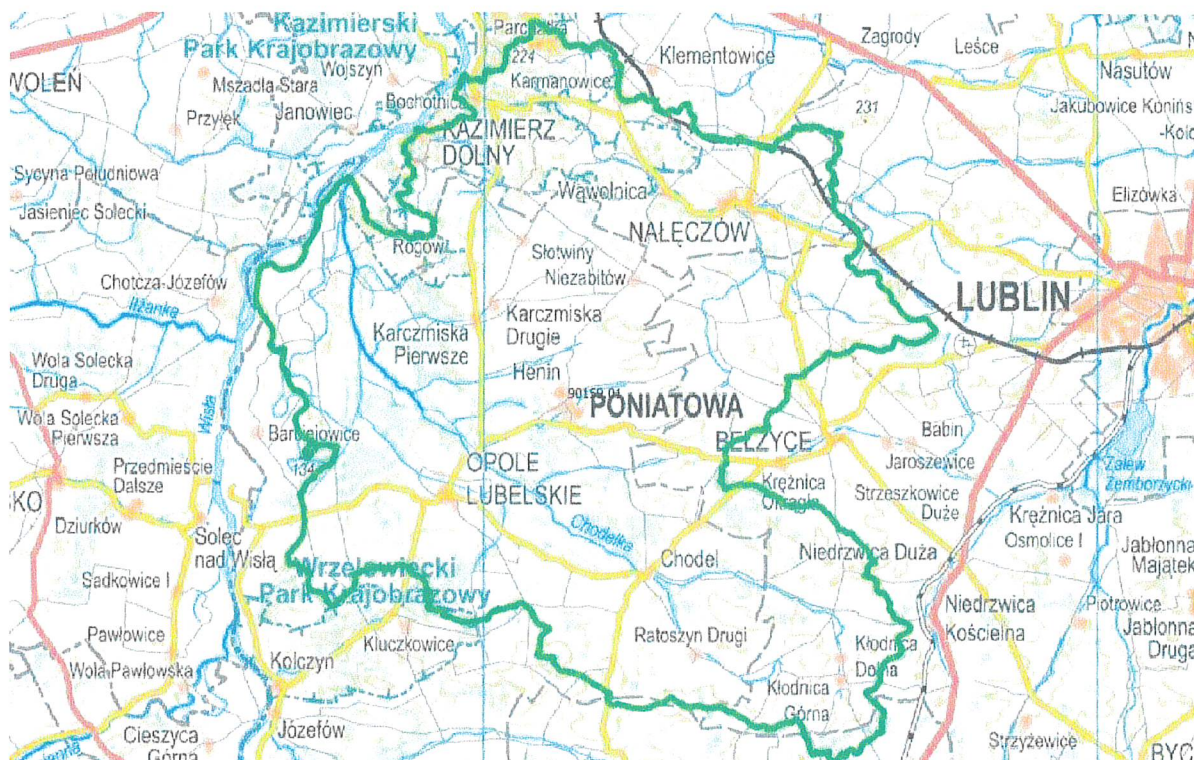 Kazimierski
Park Krajobrazowy
Parchatka
224
Klementowice
Zagrody
Leśce
Nasutów
WOLEŃ
Mszadla Stara
Wojszyn
Karmanowice
231
Jakubowice Konińs
-Kolo
Janowiec
Przyłęk
KAZIMIERZ
DOLNY
Sycyna Południowa
Jasieniec Solecki
Wąwolnica
Elizówka
NAŁĘCZÓW
Rogów
Słotwiny
Niezabitów
Chotcza-Józefów
Iłżanka
LUBLIN
Karczmiska
Pierwsze
Karczmiska
Drugie
Henin
Wola Solecka
Druga
Wola Solecka
Pierwsza
Wisła
PONIATOWA
BEŁŻYCE
Babin
Jaroszewice
Przedmieście
Dalsze
134
OPOLE
LUBELSKIE
Krężnica
Okrągła
Strzeszkowice
Duże
Zalew
Zemborzycki
KO
Dziurków
Solec
nad Wisłą
Chodelka
Chodel
Niedrzwica Duża
Krężnica Jara
Osmolice I
Jabłonna
Majątek
Sadkowice I
Wrzelowiecki
Park Krajobrazowy
Niedrzwica
Kościelna
Piotrowice
Jabłonna
Druga
Pawłowice
Wola Pawłowska
Kluczkowice
Ratoszyn Drugi
Kłodnica
Dolna
Kolczyn
Kłodnica
Górna
Cieszyca
Górna
Józefów
Strzyżewice
BYC